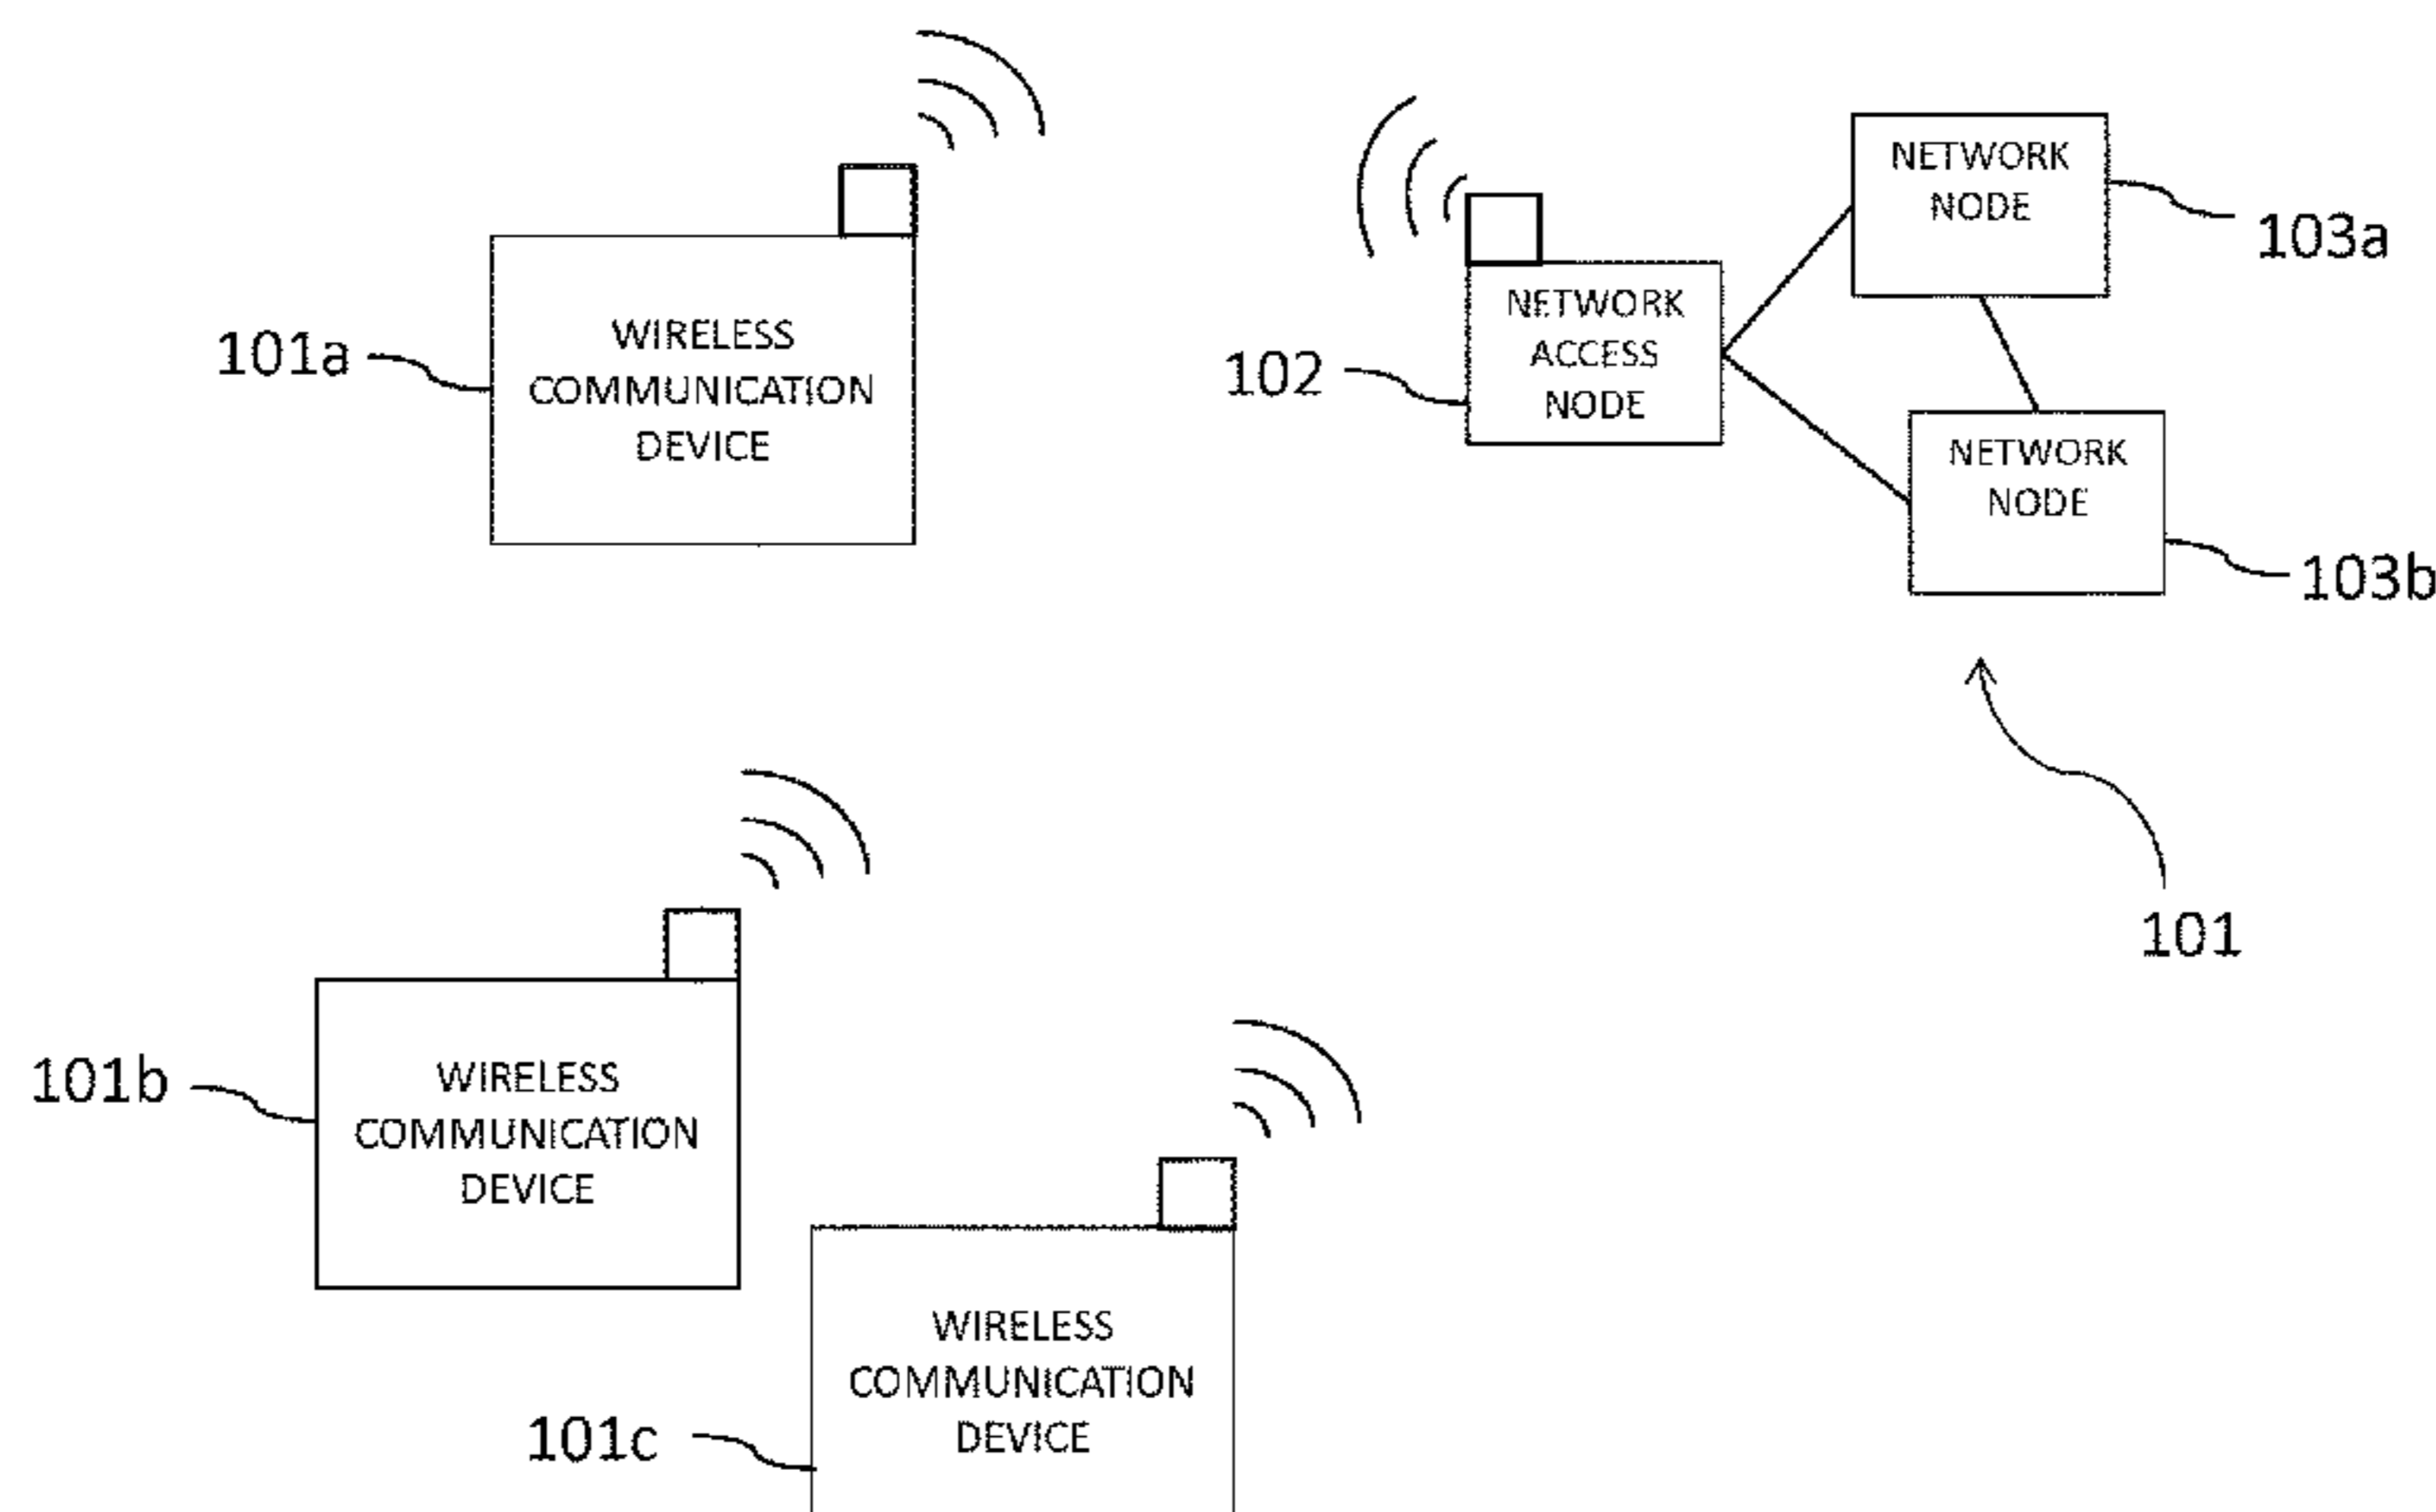 NETWORK
NODE
103a
NETWORK
ACCESS
NODE
102
WIRELESS
COMMUNICATION
DEVICE
101a
NETWORK
NODE
103b
101
WIRELESS
COMMUNICATION
DEVICE
101b
WIRELESS
COMMUNICATION
DEVICE
101c